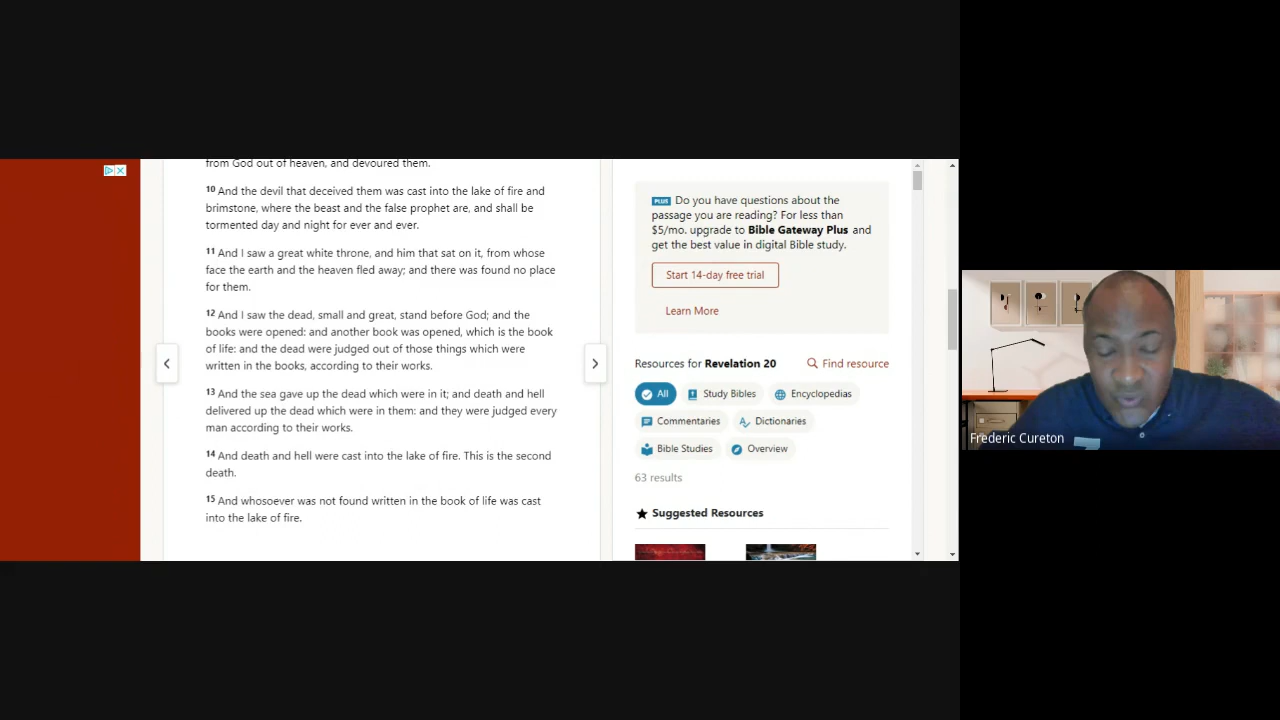 from God out of heaven, and devoured them.
10 And the devil that deceived them was cast into the lake of fire and
brimstone, where the beast and the false prophet are, and shall be
tormented day and night for ever and ever.
11 And I saw a great white throne, and him that sat on it, from whose
face the earth and the heaven fled away; and there was found no place
for them.
12 And I saw the dead, small and great, stand before God; and the
books were opened: and another book was opened, which is the book
of life: and the dead were judged out of those things which were
written in the books, according to their works.
13 And the sea gave up the dead which were in it; and death and hell
delivered up the dead which were in them: and they were judged every
man according to their works.
14 And death and hell were cast into the lake of fire. This is the second
death.
15 And whosoever was not found written in the book of life was cast
into the lake of fire.
PLUS Do you have questions about the
passage you are reading? For less than
$5/mo. upgrade to Bible Gateway Plus and
get the best value in digital Bible study.
Start 14-day free trial
Learn More
Resources for Revelation 20 Find resource
All Study Bibles Encyclopedias
Commentaries Dictionaries
Bible Studies Overview
63 results
Suggested Resources
Frederic Cureton